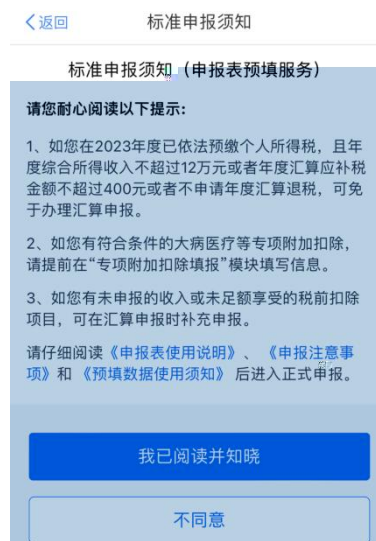 返回
标准申报须知
标准申报须知（申报表预填服务）
请您耐心阅读以下提示:
1、如您在2023年度已依法预缴个人所得税，且年
度综合所得收入不超过12万元或者年度汇算应补税
金额不超过400元或者不申请年度汇算退税，可免
于办理汇算申报。
2、如您有符合条件的大病医疗等专项附加扣除，
请提前在“专项附加扣除填报”模块填写信息。
3、如您有未申报的收入或未足额享受的税前扣除
项目，可在汇算申报时补充申报。
请仔细阅读《申报表使用说明》、《申报注意事
项》和《预填数据使用须知》后进入正式申报。
我已阅读并知晓
不同意